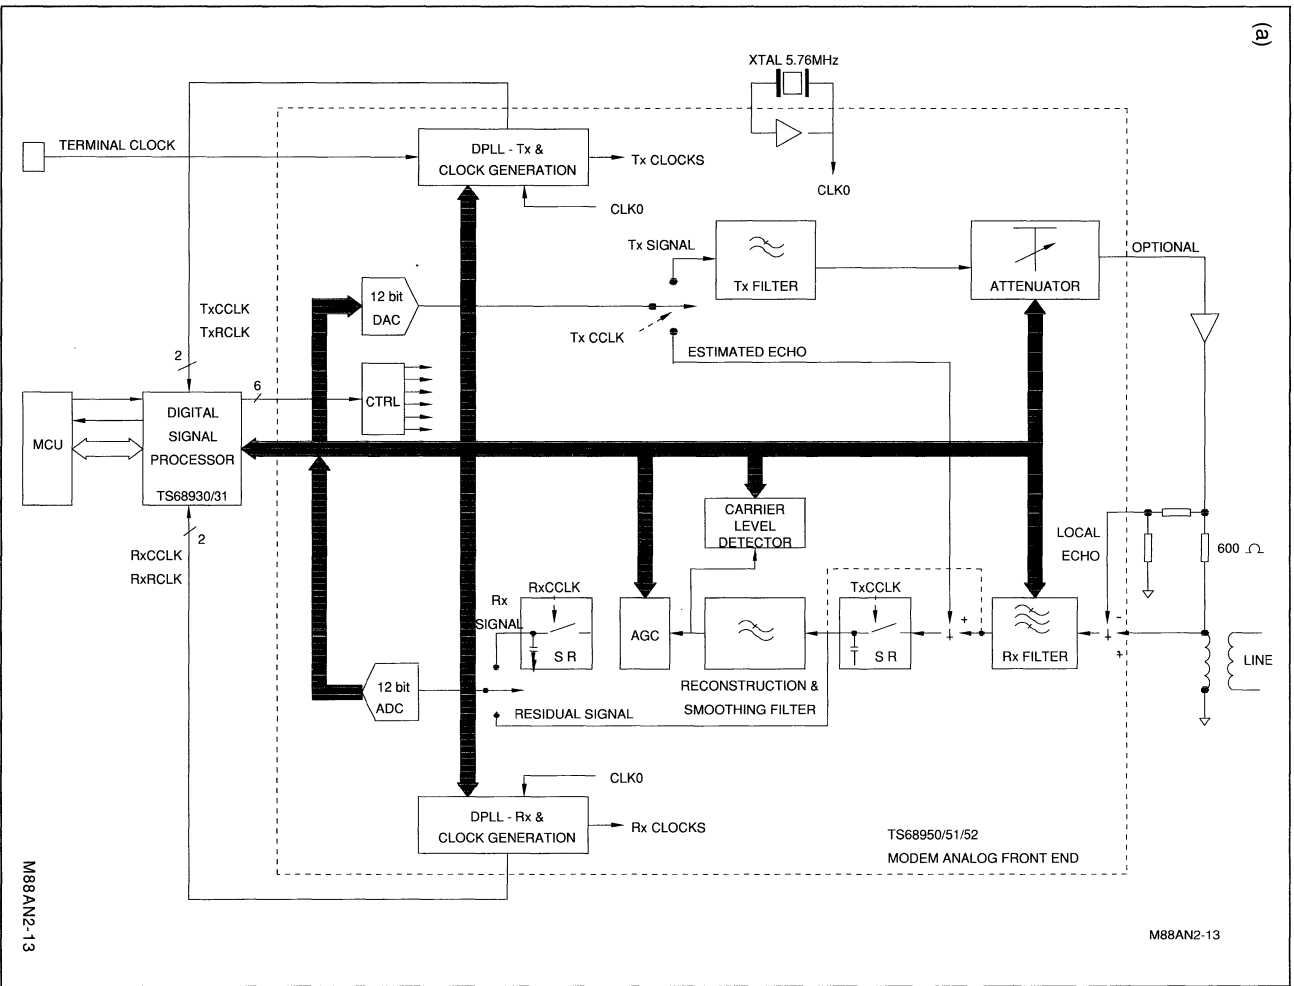 (a)
XTAL 5.76MHz
TERMINAL CLOCK
DPLL - Tx &
CLOCK GENERATION
Tx CLOCKS
CLK0
CLK0
Tx SIGNAL
Tx FILTER
ATTENUATOR
OPTIONAL
12 bit
DAC
TxCCLK
TxRCLK
Tx CCLK
ESTIMATED ECHO
2
6
CTRL
MCU
DIGITAL
SIGNAL
PROCESSOR
TS68930/31
2
RxCCLK
RxRCLK
CARRIER
LEVEL
DETECTOR
LOCAL
ECHO
600 Ω
Rx
SIGNAL
RxCCLK
S R
AGC
TxCCLK
S R
+
+
Rx FILTER
-
+
+
LINE
RECONSTRUCTION &
SMOOTHING FILTER
12 bit
ADC
RESIDUAL SIGNAL
CLK0
DPLL - Rx &
CLOCK GENERATION
Rx CLOCKS
TS68950/51/52
MODEM ANALOG FRONT END
M88AN2-13
M88AN2-13